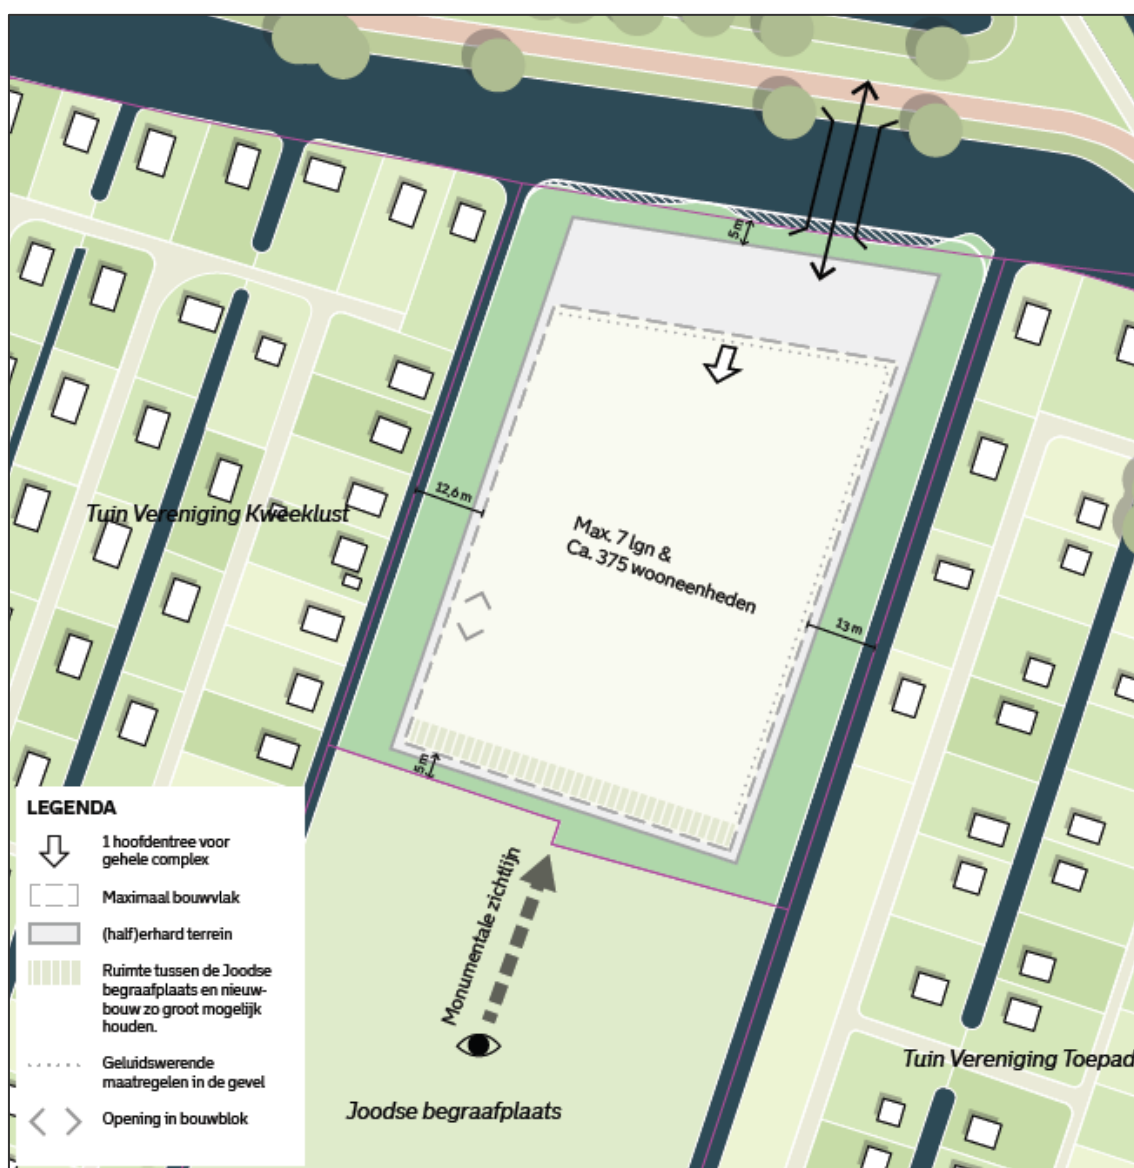 5m
12,6 m
Tuin Vereniging Kweeklust
Max. 7 lgn &
Ca. 375 wooneenheden
13 m
5m
Monumentale zichtlijn
Joodse begraafplaats
Tuin Vereniging Toepad
LEGENDA
1 hoofdentree voor
gehele complex
Maximaal bouwvlak
(half)erhard terrein
Ruimte tussen de Joodse
begraafplaats en nieuw-
bouw zo groot mogelijk
houden.
Geluidswerende
maatregelen in de gevel
Opening in bouwblok